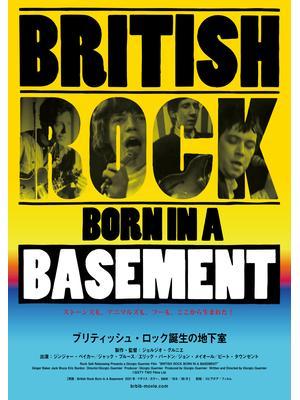 BRITISH
ROCK
BORN IN A
BASEMENT
ストーンズも、アニマルズも、フーも、ここから生まれた！
ブリティッシュ・ロック誕生の地下室
製作・監督：ジョルジオ・グルニエ
出演：ジンジャー・ベイカー／ジャック・ブルース／エリック・バードン／ジョン・メイオール／ピート・タウンゼント
brbib-movie.com